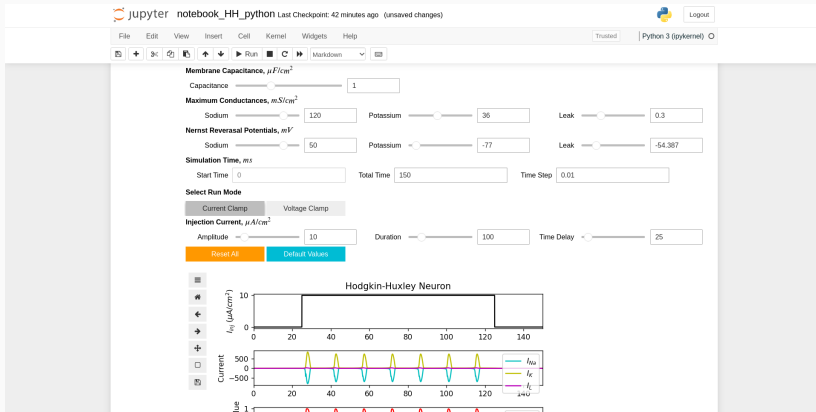 jupyter notebook_HH_python Last Checkpoint: 42 minutes ago (unsaved changes) Logout
File Edit View Insert Cell Kernel Widgets Help Trusted Python 3 (ipykernel)
Run Markdown
Membrane Capacitance, μF/cm²
Capacitance 1
Maximum Conductances, mS/cm²
Sodium 120 Potassium 36 Leak 0.3
Nernst Reverasal Potentials, mV
Sodium 50 Potassium -77 Leak -54.387
Simulation Time, ms
Start Time 0 Total Time 150 Time Step 0.01
Select Run Mode
Current Clamp Voltage Clamp
Injection Current, μA/cm²
Amplitude 10 Duration 100 Time Delay 25
Reset All Default Values
Hodgkin-Huxley Neuron
I_inj (μA/cm²)
10
0
0 20 40 60 80 100 120 140
Current
500
0
−500
I_Na
I_K
I_L
0 20 40 60 80 100 120 140
1